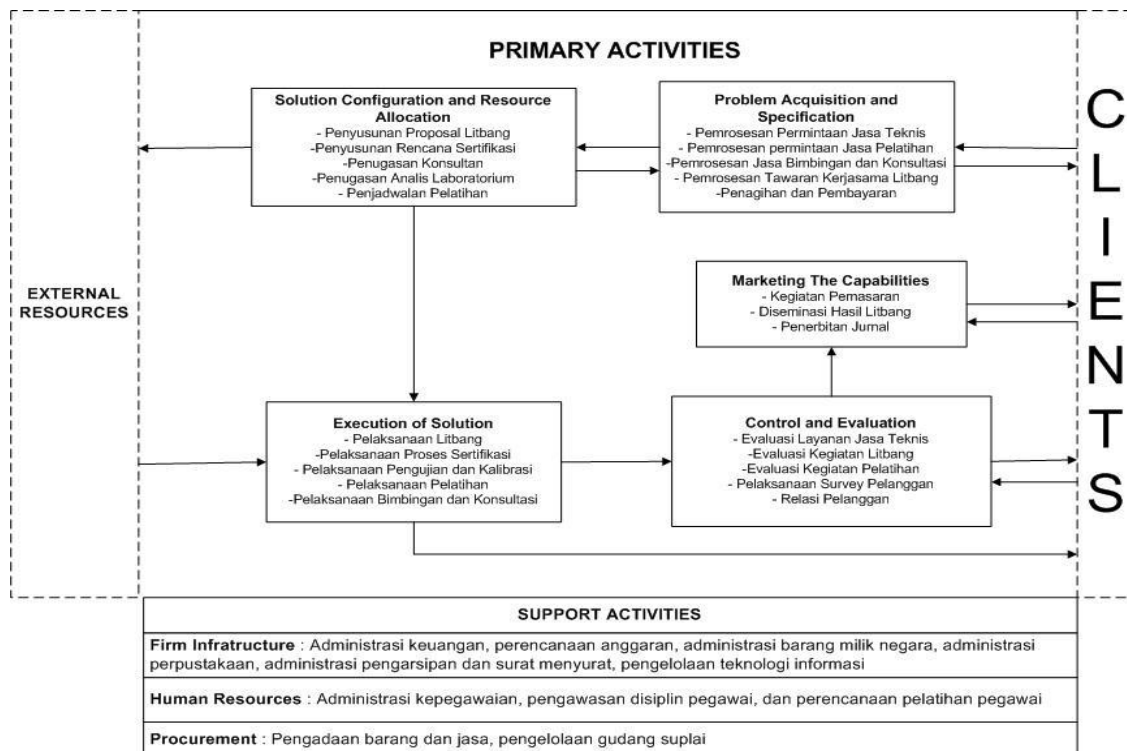 PRIMARY ACTIVITIES
Solution Configuration and Resource
Allocation
- Penyusunan Proposal Litbang
-Penyusunan Rencana Sertifikasi
-Penugasan Konsultan
-Penugasan Analis Laboratorium
- Penjadwalan Pelatihan
Problem Acquisition and
Specification
- Pemrosesan Permintaan Jasa Teknis
- Pemrosesan permintaan Jasa Pelatihan
-Pemrosesan Jasa Bimbingan dan Konsultasi
- Pemrosesan Tawaran Kerjasama Litbang
-Penagihan dan Pembayaran
CLIENTS
EXTERNAL
RESOURCES
Marketing The Capabilities
- Kegiatan Pemasaran
- Diseminasi Hasil Litbang
- Penerbitan Jurnal
Execution of Solution
- Pelaksanaan Litbang
-Pelaksanaan Proses Sertifikasi
- Pelaksanaan Pengujian dan Kalibrasi
- Pelaksanaan Pelatihan
-Pelaksanaan Bimbingan dan Konsultasi
Control and Evaluation
- Evaluasi Layanan Jasa Teknis
-Evaluasi Kegiatan Litbang
-Evaluasi Kegiatan Pelatihan
- Pelaksanaan Survey Pelanggan
- Relasi Pelanggan
SUPPORT ACTIVITIES
Firm Infratructure : Administrasi keuangan, perencanaan anggaran, administrasi barang milik negara, administrasi
perpustakaan, administrasi pengarsipan dan surat menyurat, pengelolaan teknologi informasi
Human Resources : Administrasi kepegawaian, pengawasan disiplin pegawai, dan perencanaan pelatihan pegawai
Procurement : Pengadaan barang dan jasa, pengelolaan gudang suplai